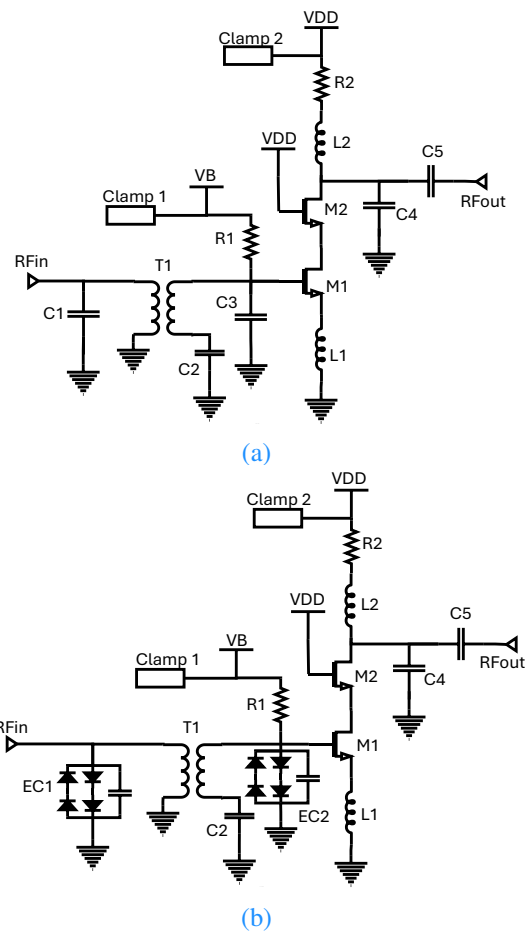 VDD
Clamp 2
R2
VDD
L2
C5
VB
Clamp 1
M2
C4
RFout
R1
RFin
T1
M1
C1
C3
L1
C2
(a)
VDD
Clamp 2
R2
VDD
L2
C5
VB
Clamp 1
M2
C4
RFout
R1
RFin
T1
M1
EC1
L1
C2
EC2
(b)